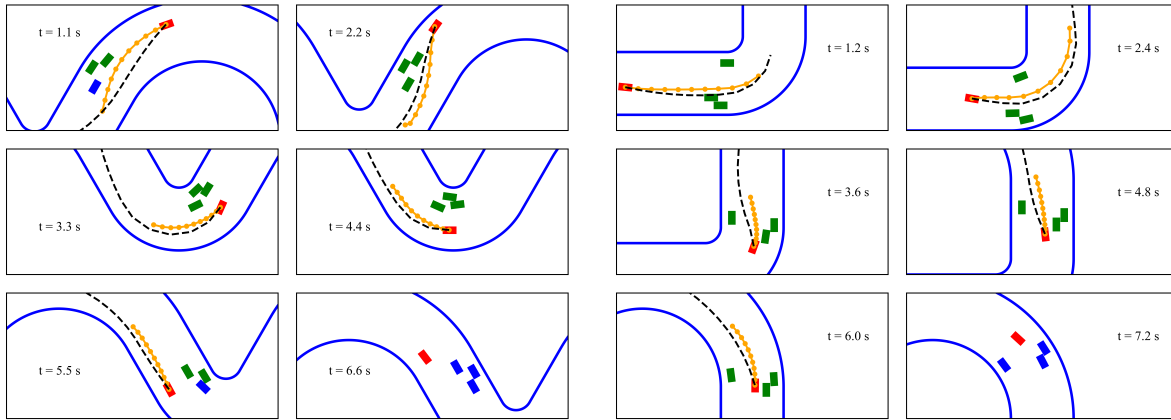 t = 1.1 s
t = 2.2 s
t = 1.2 s
t = 2.4 s
t = 3.3 s
t = 4.4 s
t = 3.6 s
t = 4.8 s
t = 5.5 s
t = 6.6 s
t = 6.0 s
t = 7.2 s